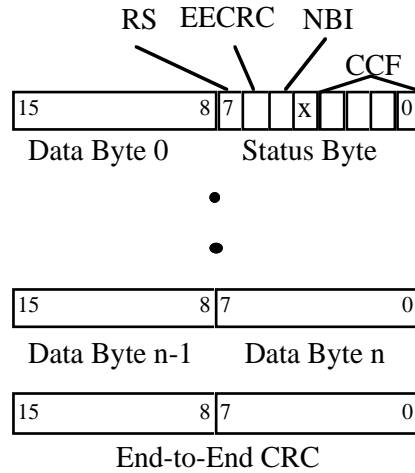 RS EECRC NBI
CCF
15 8 7 x 0
Data Byte 0 Status Byte
15 8 7 0
Data Byte n-1 Data Byte n
15 8 7 0
End-to-End CRC